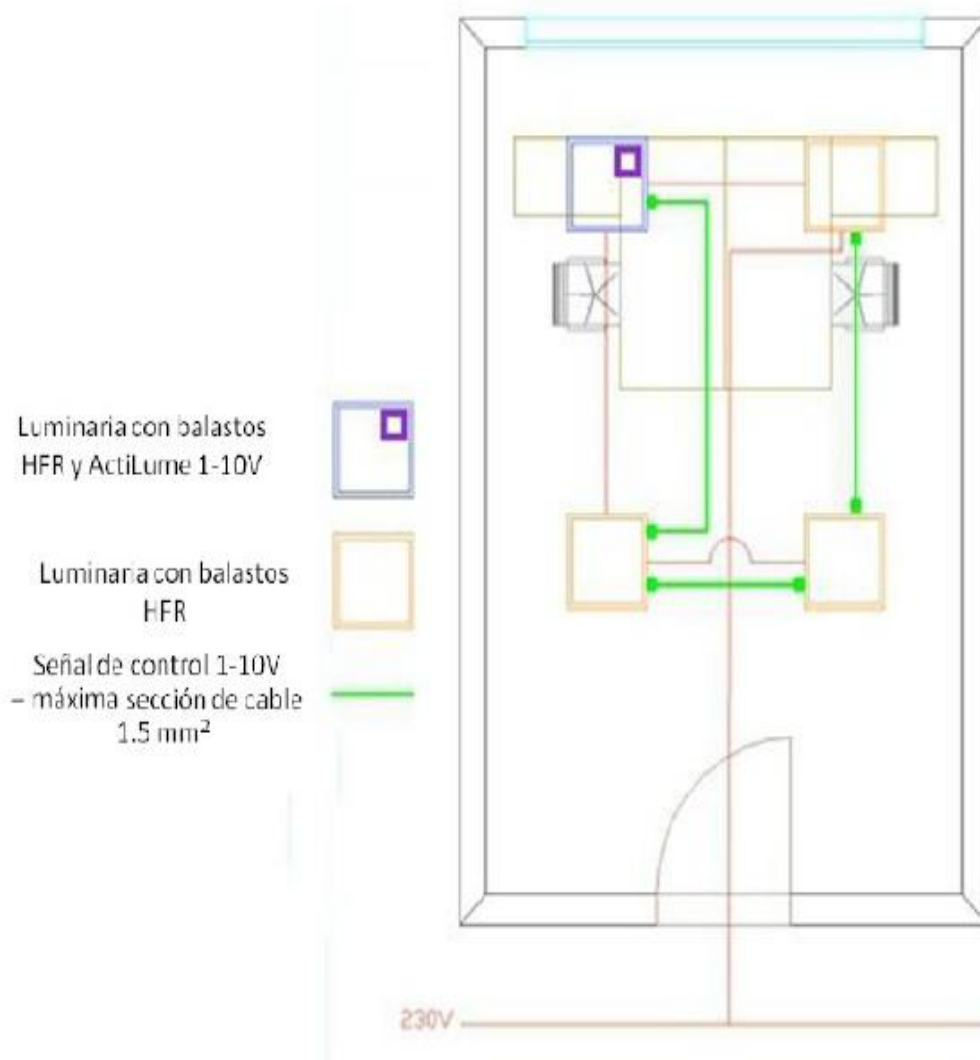 Luminaria con balastos
HFR y ActiLume 1-10V
Luminaria con balastos
HFR
Señal de control 1-10V
– máxima sección de cable
1.5 mm²
230V